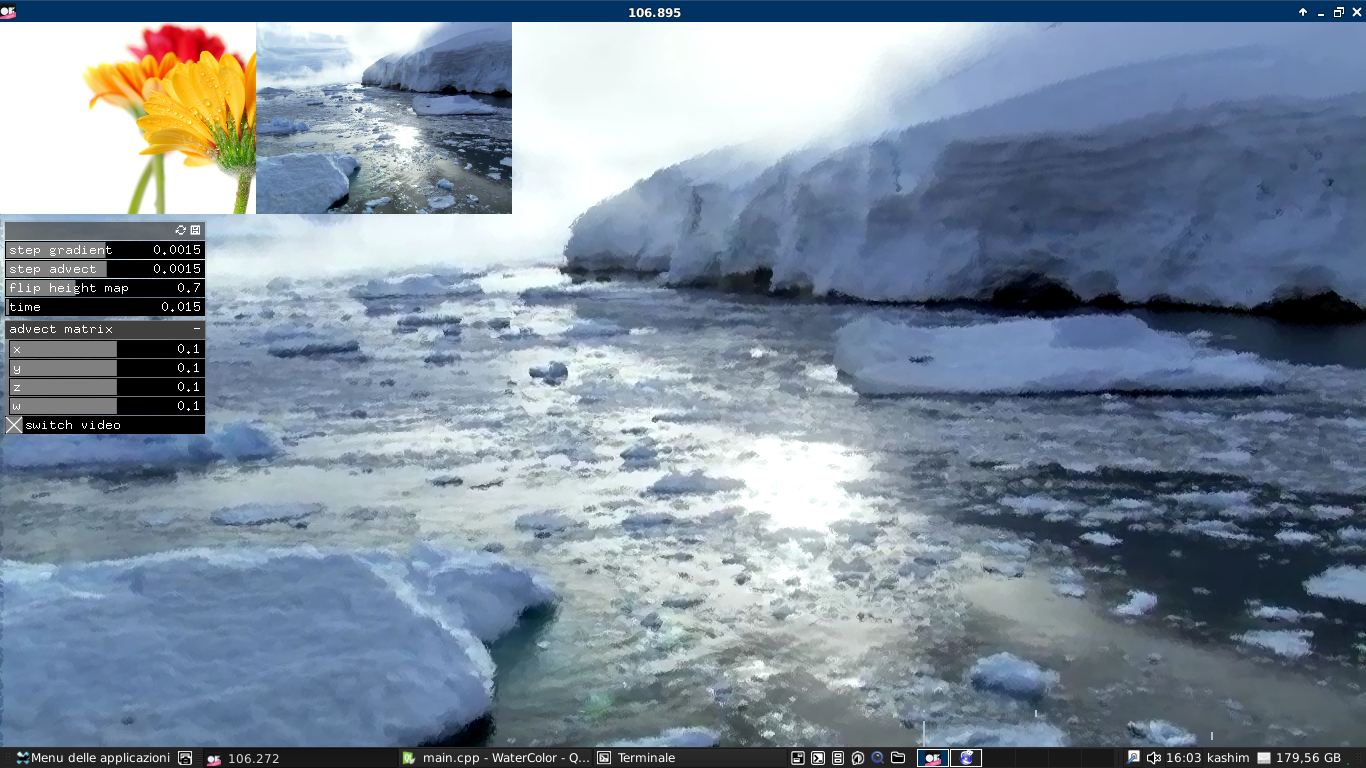 106.895
step gradient 0.0015
step advect 0.0015
flip height map 0.7
time 0.015
advect matrix -
x 0.1
y 0.1
z 0.1
w 0.1
switch video
Menu delle applicazioni 106.272 main.cpp - WaterColor - Q... Terminale 16:03 kashim 179,56 GB